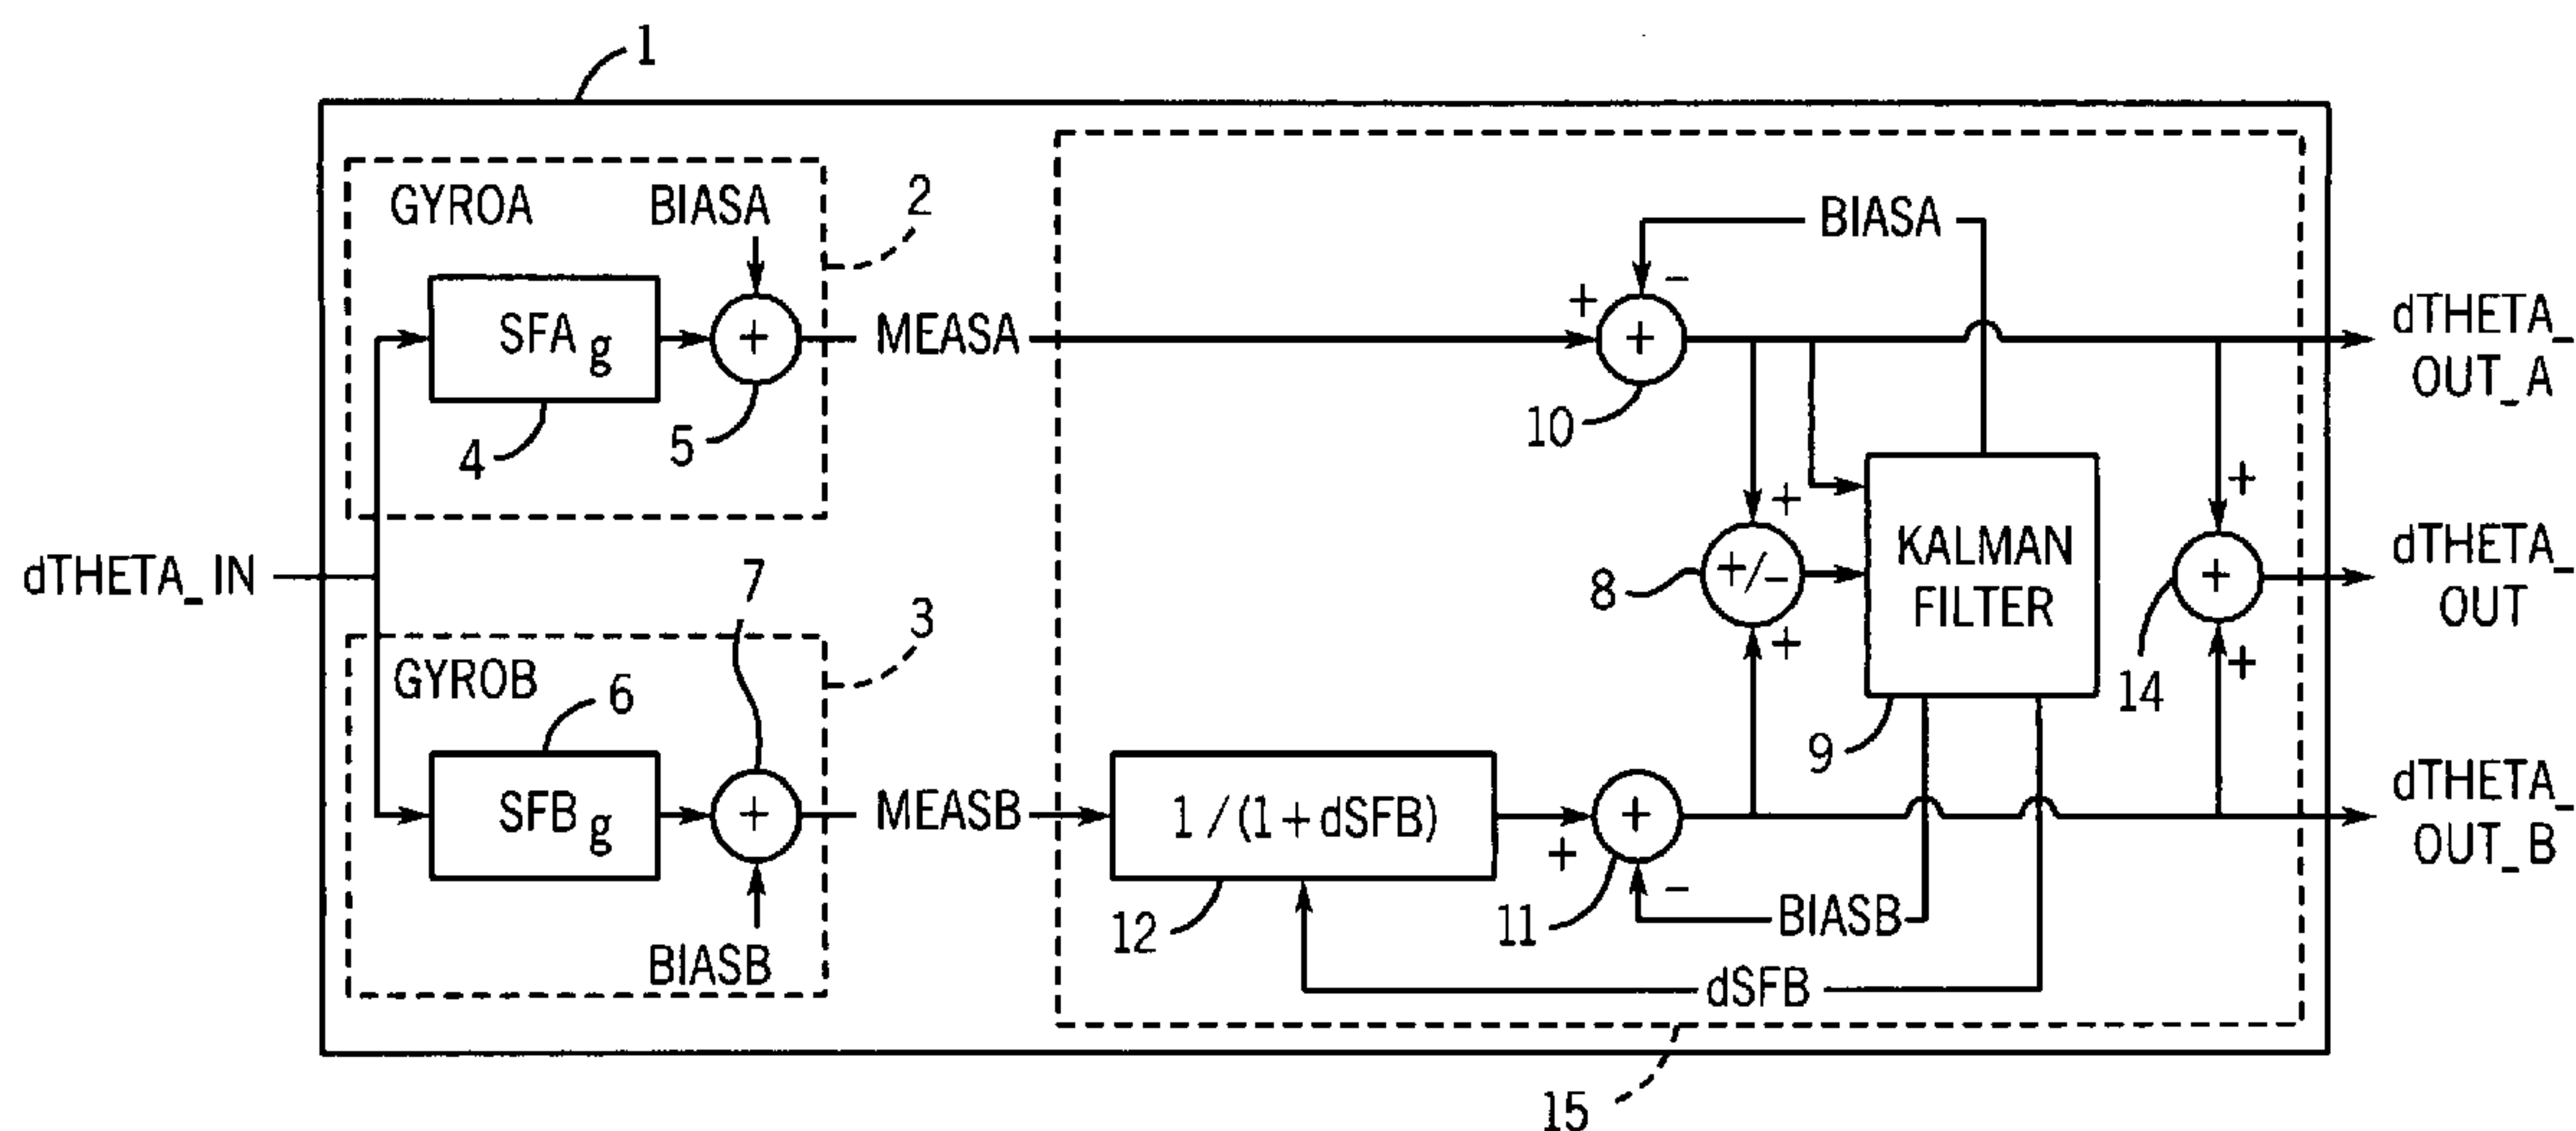 1
GYROA
BIASA
2
SFA g
+
MEASA
4
5
dTHETA_IN
7
3
GYROB
6
SFB g
+
MEASB
BIASB
BIASA
-
+
+
10
dTHETA_
OUT_A
+
+
8
+/-
KALMAN
FILTER
+
dTHETA_
OUT
+
+
14
9
1/(1+dSFB)
+
+
dTHETA_
OUT_B
12
11
-
BIASB
dSFB
15